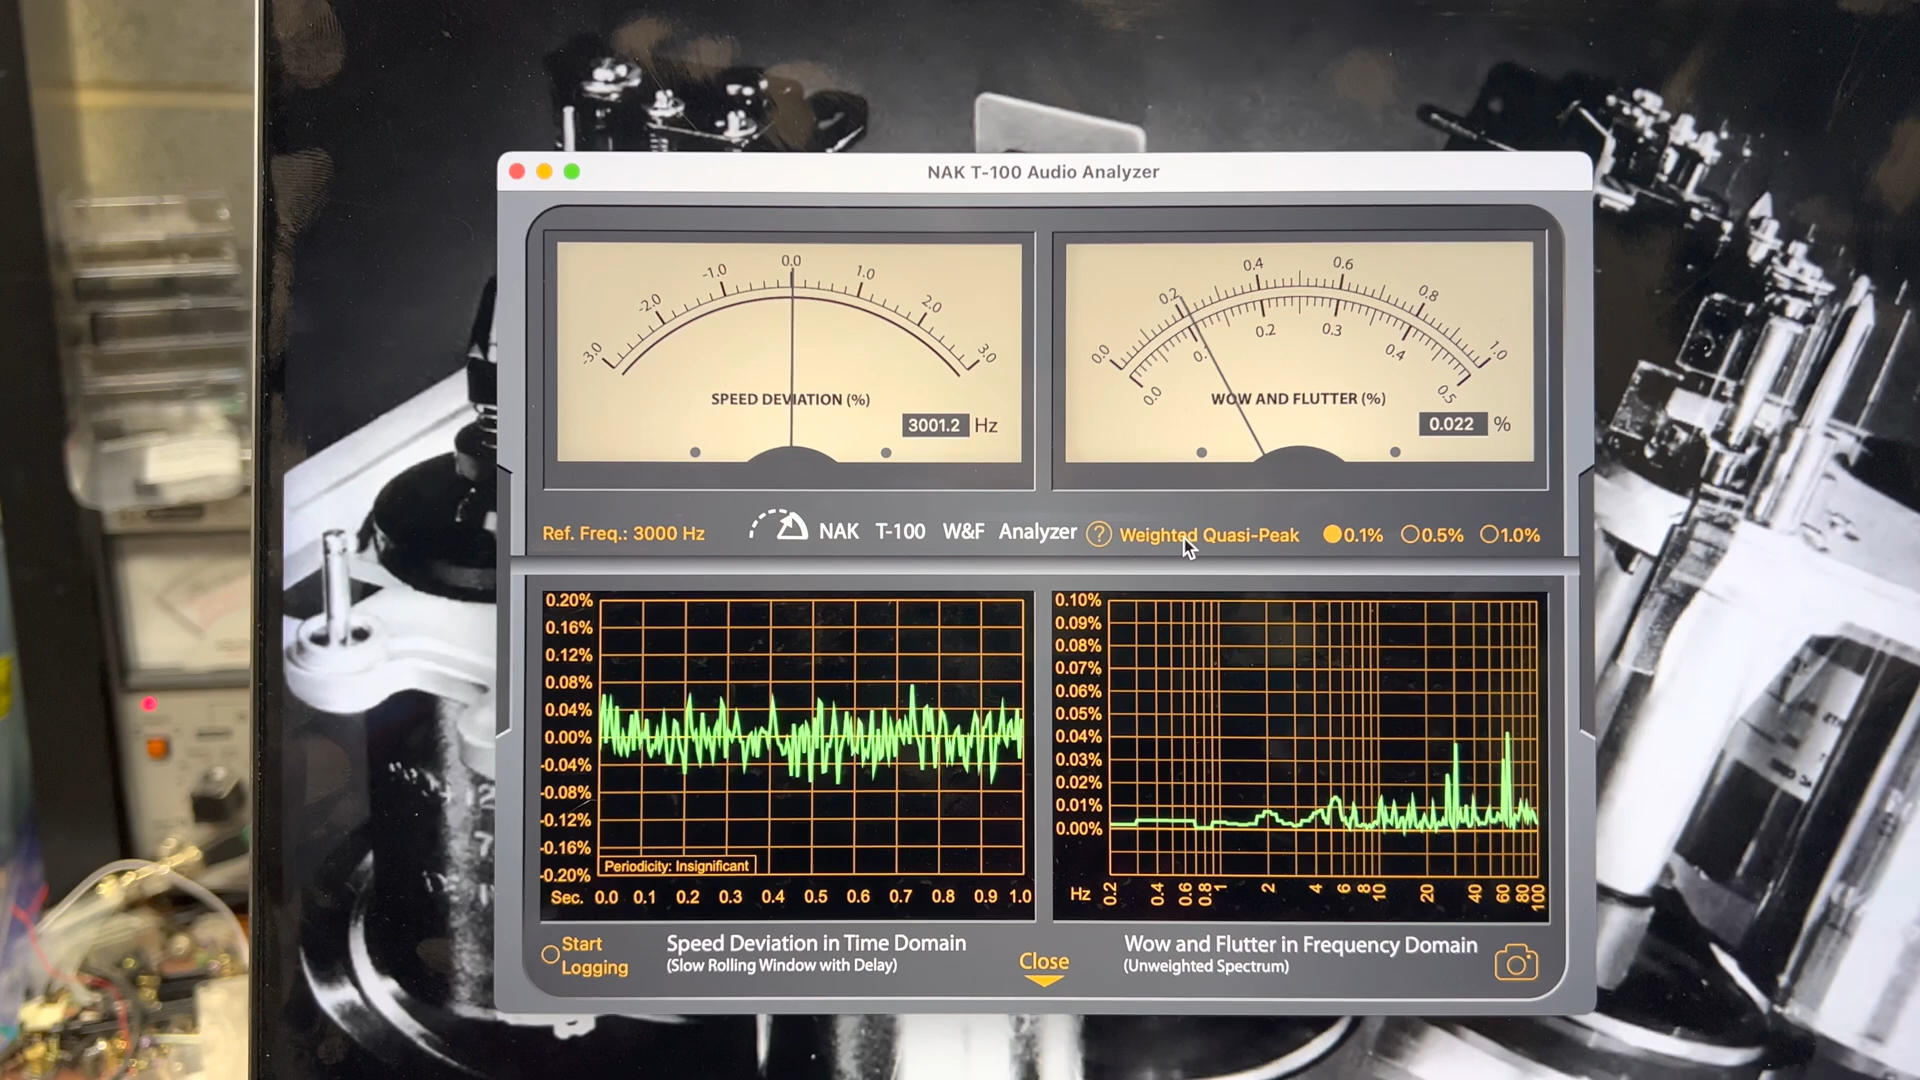 NAK T-100 Audio Analyzer
-3.0 -2.0 -1.0 0.0 1.0 2.0 3.0
SPEED DEVIATION (%)
3001.2 Hz
0.0 0.2 0.4 0.6 0.8 1.0
0.0 0.2 0.3 0.4 0.5
WOW AND FLUTTER (%)
0.022 %
Ref. Freq.: 3000 Hz
NAK T-100 W&F Analyzer
? Weighted Quasi-Peak
0.1% 0.5% 1.0%
0.20%
0.16%
0.12%
0.08%
0.04%
0.00%
-0.04%
-0.08%
-0.12%
-0.16%
-0.20%
Periodicity: Insignificant
Sec. 0.0 0.1 0.2 0.3 0.4 0.5 0.6 0.7 0.8 0.9 1.0
0.10%
0.09%
0.08%
0.07%
0.06%
0.05%
0.04%
0.03%
0.02%
0.01%
0.00%
Hz 0.2 0.4 0.6 0.8 1 2 4 6 8 10 20 40 60 80 100
Start
Logging
Speed Deviation in Time Domain
(Slow Rolling Window with Delay)
Close
Wow and Flutter in Frequency Domain
(Unweighted Spectrum)